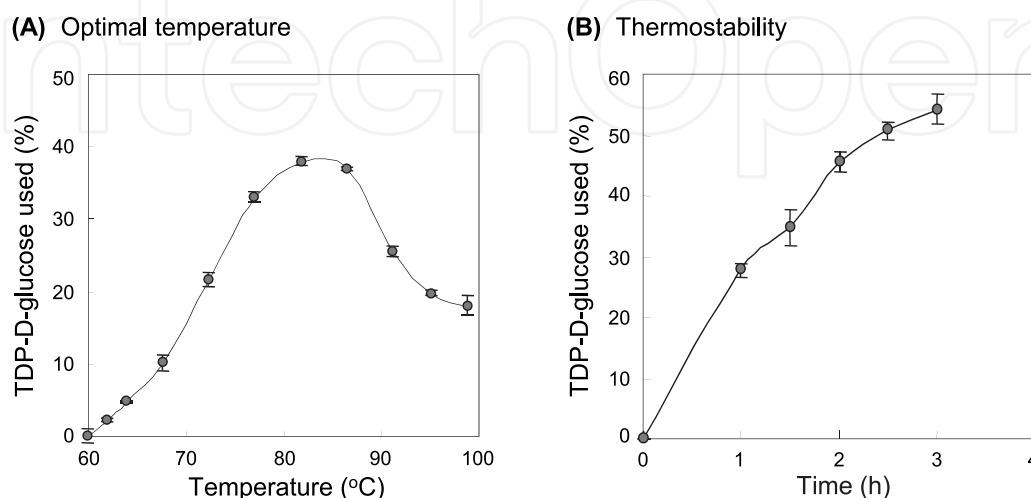 (A) Optimal temperature
50
40
30
20
10
0
60 70 80 90 100
TDP-D-glucose used (%)
Temperature (°C)
(B) Thermostability
60
50
40
30
20
10
0
0 1 2 3 4
TDP-D-glucose used (%)
Time (h)
ntechOpen